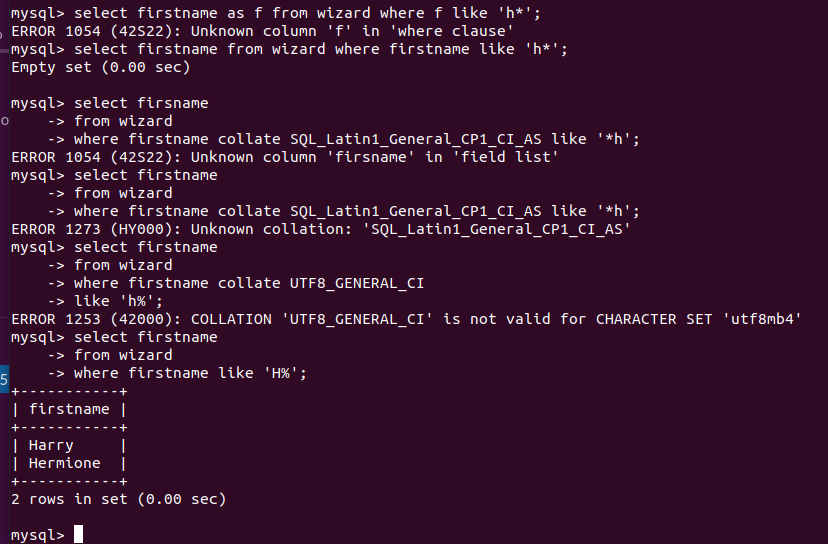 mysql> select firstname as f from wizard where f like 'h*';
ERROR 1054 (42S22): Unknown column 'f' in 'where clause'
mysql> select firstname from wizard where firstname like 'h*';
Empty set (0.00 sec)
mysql> select firsname
    -> from wizard
    -> where firstname collate SQL_Latin1_General_CP1_CI_AS like '*h';
ERROR 1054 (42S22): Unknown column 'firsname' in 'field list'
mysql> select firstname
    -> from wizard
    -> where firstname collate SQL_Latin1_General_CP1_CI_AS like '*h';
ERROR 1273 (HY000): Unknown collation: 'SQL_Latin1_General_CP1_CI_AS'
mysql> select firstname
    -> from wizard
    -> where firstname collate UTF8_GENERAL_CI
    -> like 'h%';
ERROR 1253 (42000): COLLATION 'UTF8_GENERAL_CI' is not valid for CHARACTER SET 'utf8mb4'
mysql> select firstname
    -> from wizard
    -> where firstname like 'H%';
+-----------+
| firstname |
+-----------+
| Harry     |
| Hermione  |
+-----------+
2 rows in set (0.00 sec)
mysql>